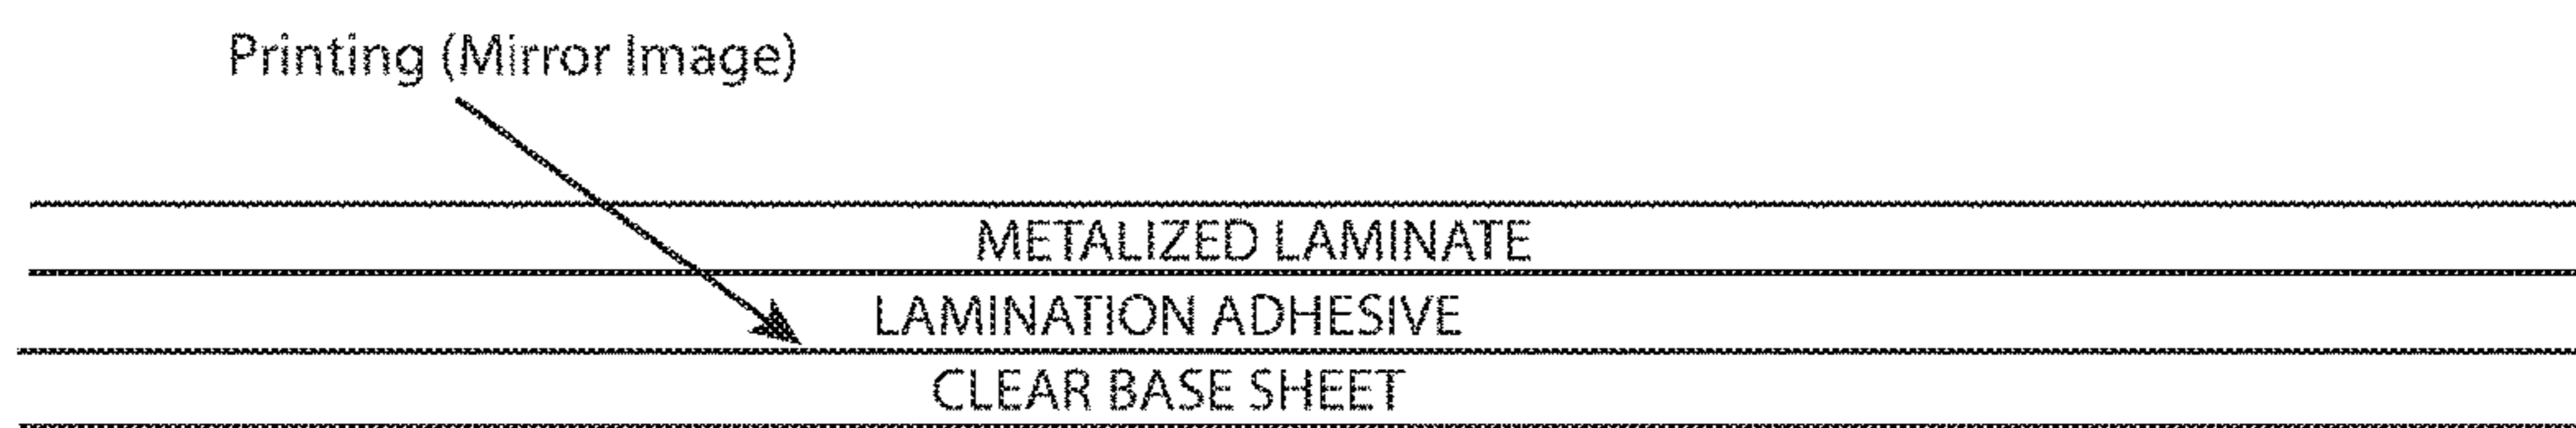 Printing (Mirror Image)
METALIZED LAMINATE
LAMINATION ADHESIVE
CLEAR BASE SHEET